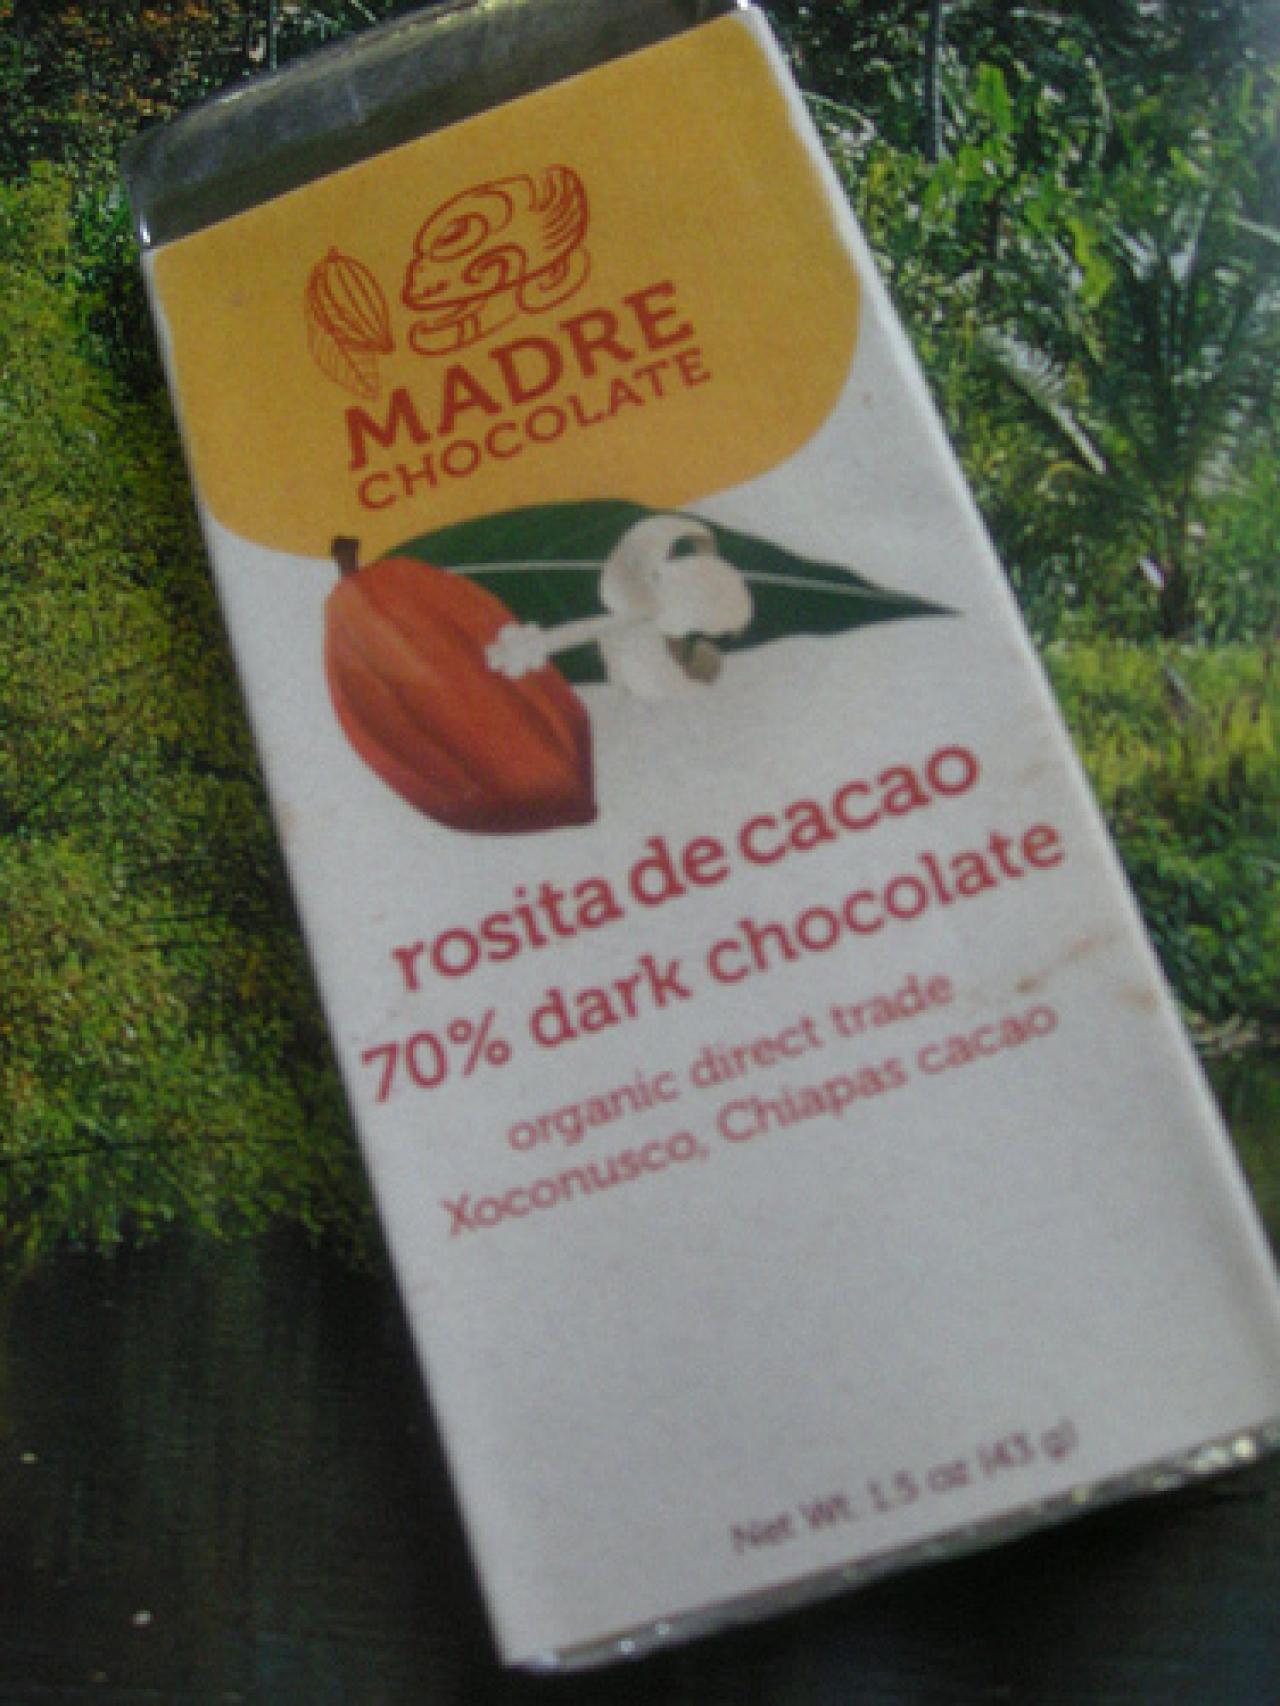 MADRE
CHOCOLATE
rosita de cacao
70% dark chocolate
organic direct trade
Xoconusco, Chiapas cacao
Net Wt. 1.5 oz (43 g)